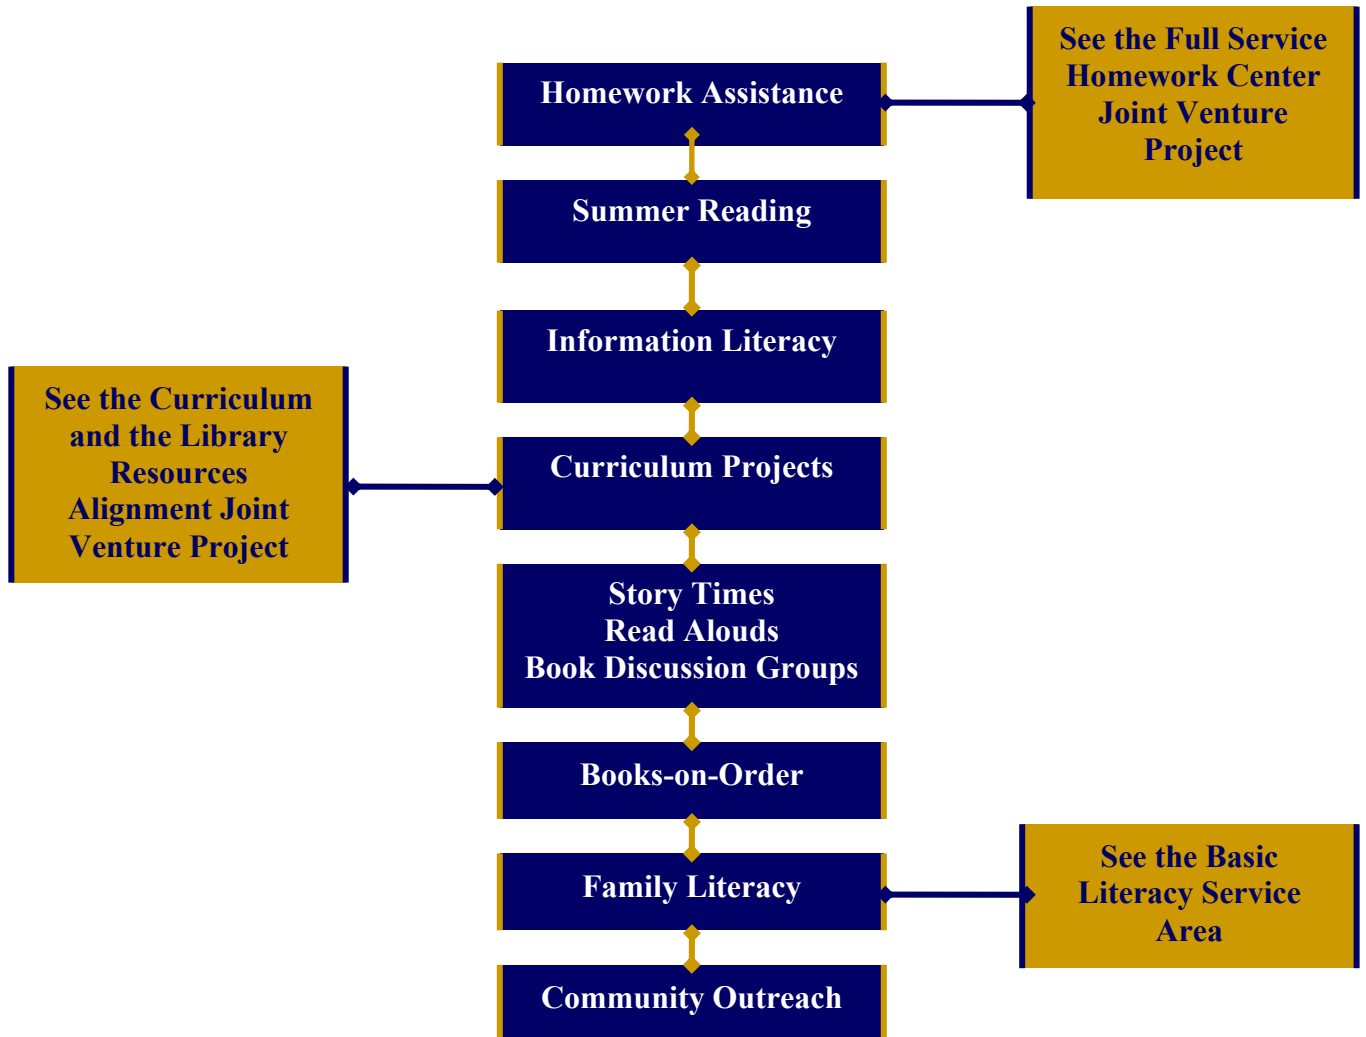 See the Full Service
Homework Center
Joint Venture
Project
Homework Assistance
Summer Reading
Information Literacy
See the Curriculum
and the Library
Resources
Alignment Joint
Venture Project
Curriculum Projects
Story Times
Read Alouds
Book Discussion Groups
Books-on-Order
Family Literacy
See the Basic
Literacy Service
Area
Community Outreach